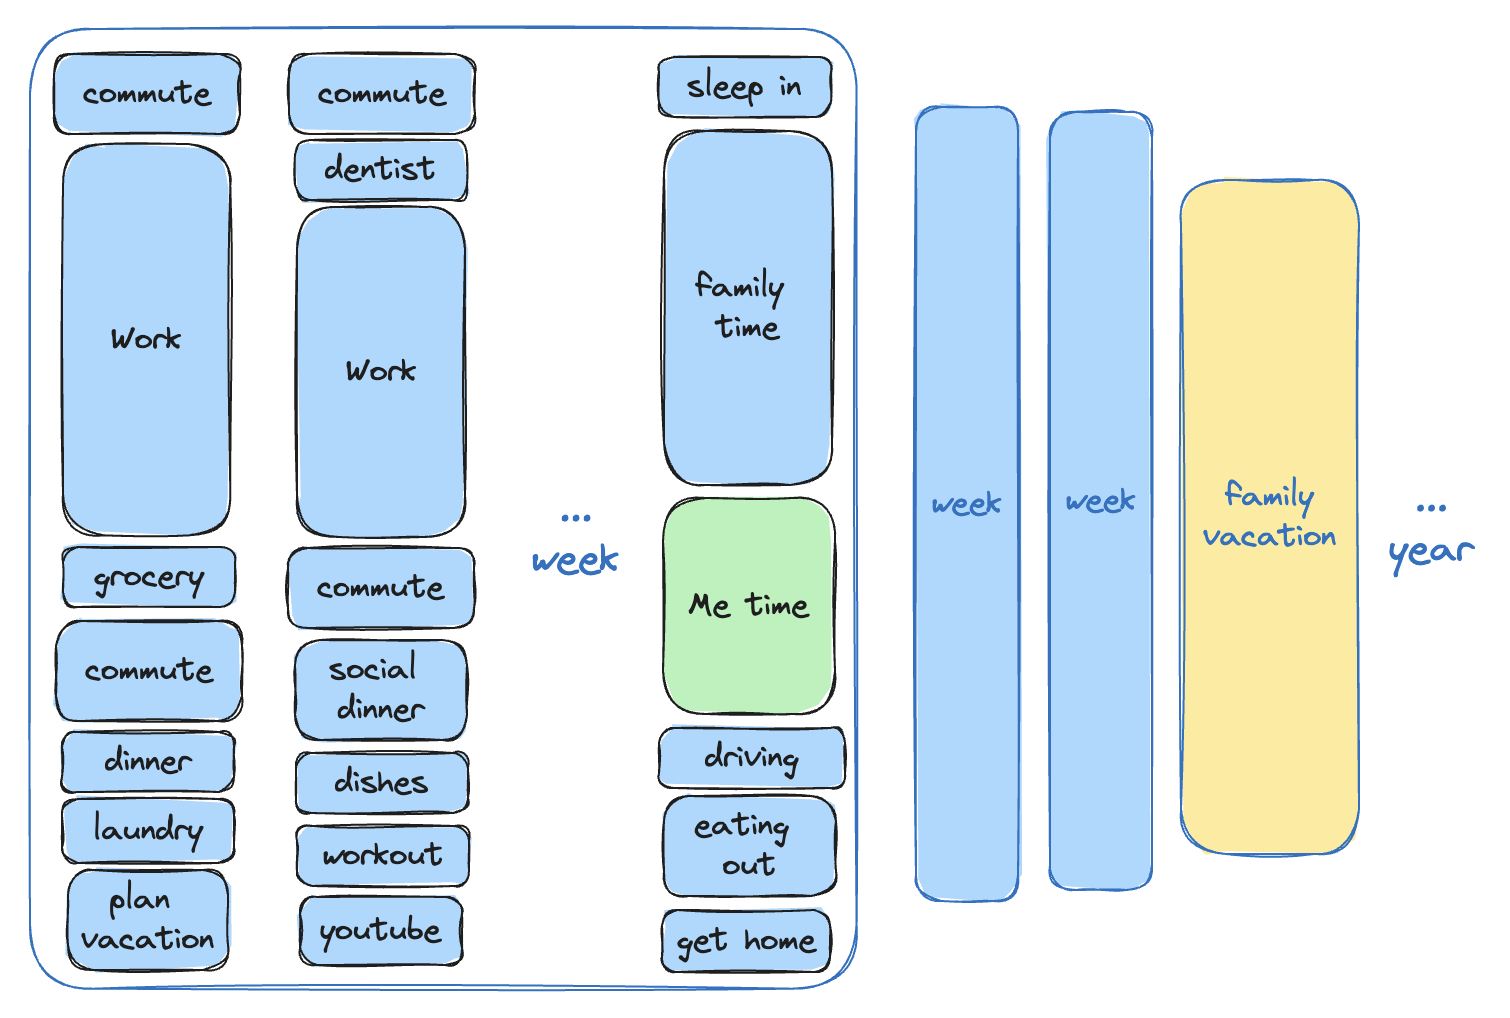 commute
Work
grocery
commute
dinner
laundry
plan
vacation
commute
dentist
Work
commute
social
dinner
dishes
workout
youtube
...
week
sleep in
family
time
Me time
driving
eating
out
get home
week
week
family
vacation
...
year